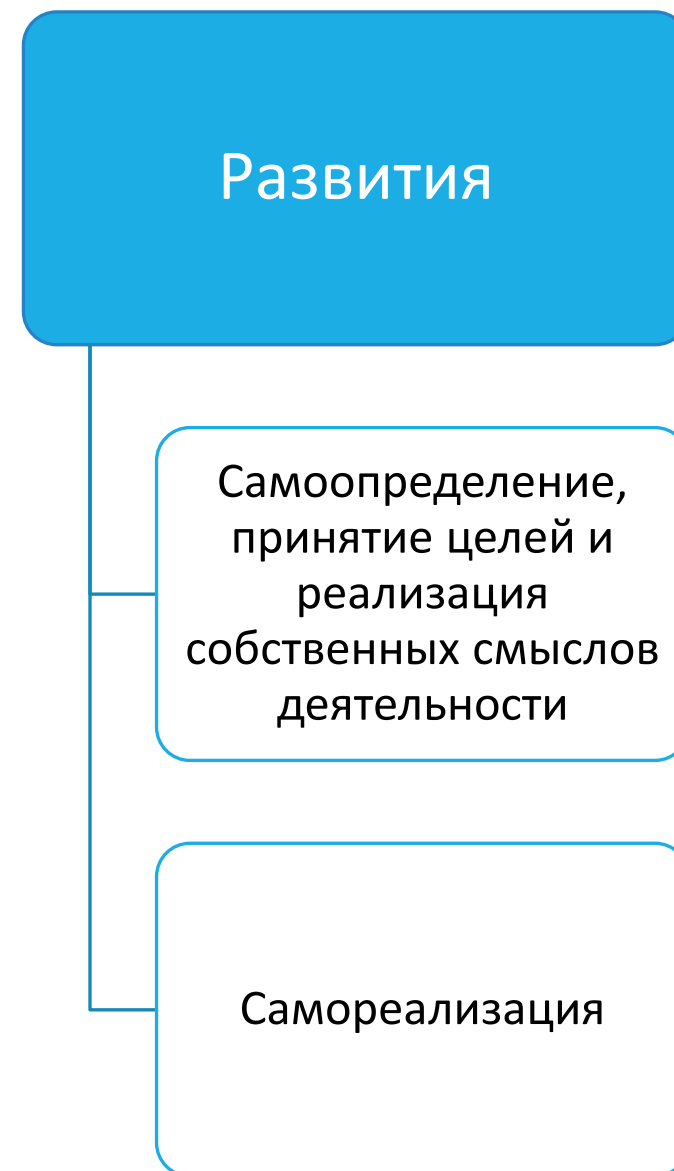 Развития
Самоопределение,
принятие целей и
реализация
собственных смыслов
деятельности
Самореализация